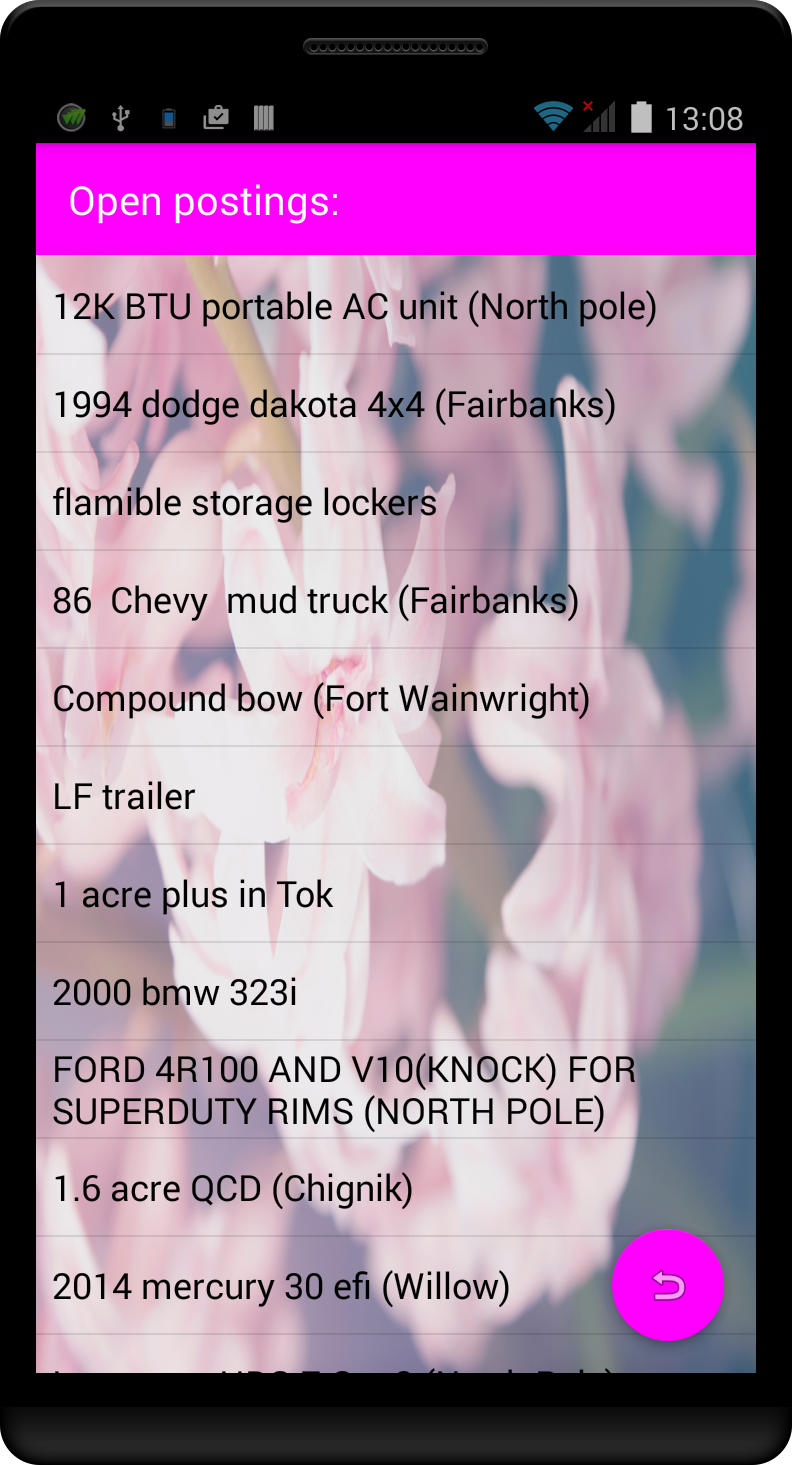 13:08
Open postings:
12K BTU portable AC unit (North pole)
1994 dodge dakota 4x4 (Fairbanks)
flamible storage lockers
86  Chevy  mud truck (Fairbanks)
Compound bow (Fort Wainwright)
LF trailer
1 acre plus in Tok
2000 bmw 323i
FORD 4R100 AND V10(KNOCK) FOR
SUPERDUTY RIMS (NORTH POLE)
1.6 acre QCD (Chignik)
2014 mercury 30 efi (Willow)